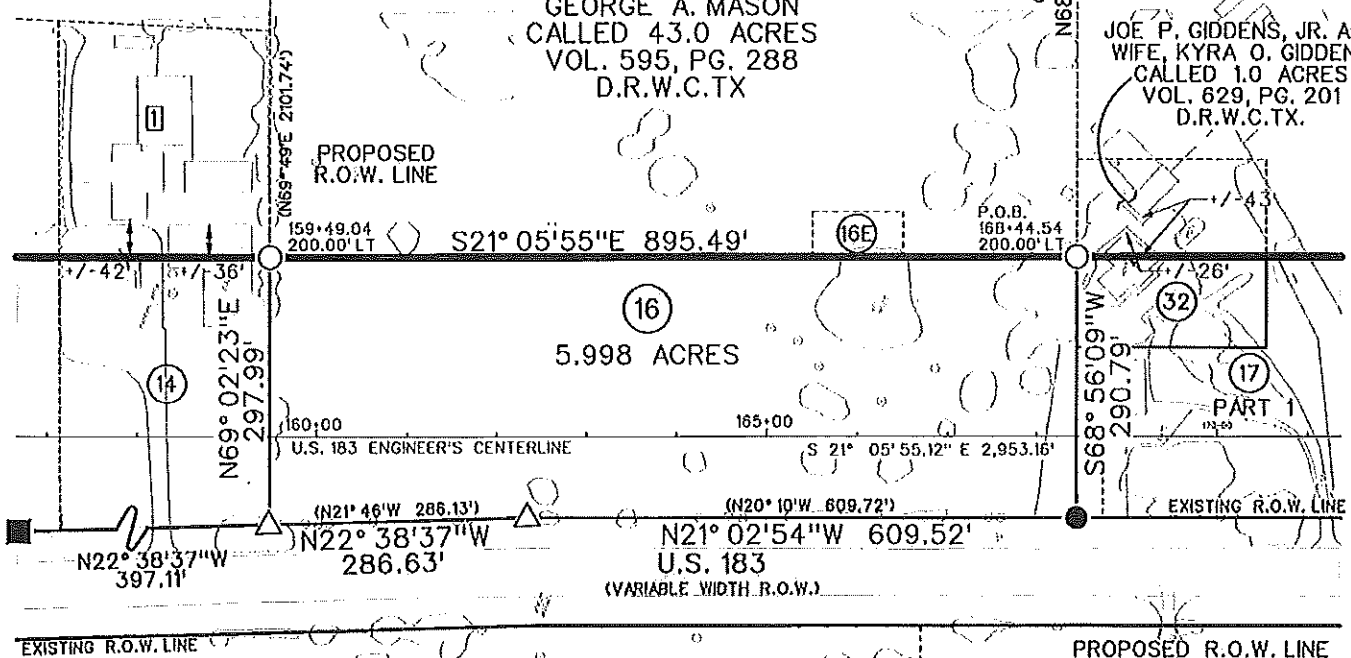 GEORGE A. MASON
CALLED 43.0 ACRES
VOL. 595, PG. 288
D.R.W.C.TX
N68
JOE P. GIDDENS, JR. A
WIFE, KYRA O. GIDDEN
CALLED 1.0 ACRES
VOL. 629, PG. 201
D.R.W.C.TX.
1
(N69°49'E 2101.74')
PROPOSED
R.O.W. LINE
159+49.04
200.00' LT
S21° 05'55"E 895.49'
16E
P.O.B.
168+44.54
200.00' LT
+/-43'
+/-42'
+/-36'
+/-26'
16
5.998 ACRES
32
14
N69° 02'23"E
297.99'
S68° 56'09"W
290.79'
17
PART 1
160+00
165+00
U.S. 183 ENGINEER'S CENTERLINE
S 21° 05' 55.12" E 2,953.16'
(N21° 46'W 286.13')
(N20° 10'W 609.72')
EXISTING R.O.W. LINE
N22° 38'37"W
397.11'
N22° 38'37"W
286.63'
N21° 02'54"W 609.52'
U.S. 183
(VARIABLE WIDTH R.O.W.)
EXISTING R.O.W. LINE
PROPOSED R.O.W. LINE